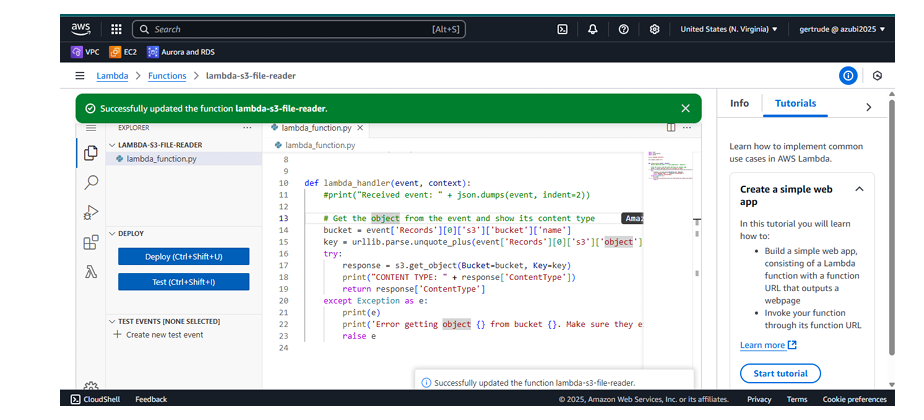 aws
Search [Alt+S] United States (N. Virginia) gertrude @ azubi2025
VPC EC2 Aurora and RDS
Lambda > Functions > lambda-s3-file-reader
Successfully updated the function lambda-s3-file-reader.
EXPLORER
LAMBDA-S3-FILE-READER
lambda_function.py
DEPLOY
Deploy (Ctrl+Shift+U)
Test (Ctrl+Shift+I)
TEST EVENTS [NONE SELECTED]
+ Create new test event
lambda_function.py
lambda_function.py
8
9
10 def lambda_handler(event, context):
11 #print("Received event: " + json.dumps(event, indent=2))
12
13 # Get the object from the event and show its content type
Amaz
14 bucket = event['Records'][0]['s3']['bucket']['name']
15 key = urllib.parse.unquote_plus(event['Records'][0]['s3']['object']
16 try:
17 response = s3.get_object(Bucket=bucket, Key=key)
18 print("CONTENT TYPE: " + response['ContentType'])
19 return response['ContentType']
20 except Exception as e:
21 print(e)
22 print('Error getting object {} from bucket {}. Make sure they e
23 raise e
24
Successfully updated the function lambda-s3-file-reader.
Info Tutorials
Learn how to implement common
use cases in AWS Lambda.
Create a simple web
app
In this tutorial you will learn
how to:
• Build a simple web app,
consisting of a Lambda
function with a function
URL that outputs a
webpage
• Invoke your function
through its function URL
Learn more
Start tutorial
CloudShell Feedback © 2025, Amazon Web Services, Inc. or its affiliates. Privacy Terms Cookie preferences